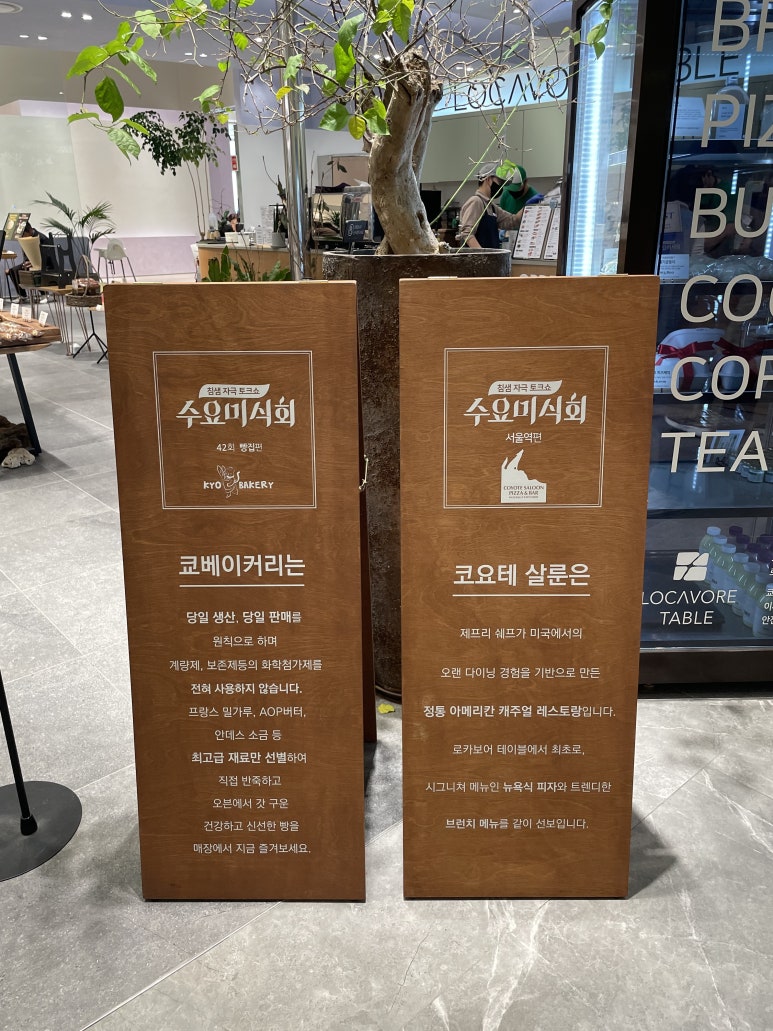 LOCAVO BLE
침샘 자극 토크쇼
수요미식회
42회 빵집편
KYO BAKERY
쿄베이커리는
당일 생산, 당일 판매를
원칙으로 하며
계량제, 보존제등의 화학첨가제를
전혀 사용하지 않습니다.
프랑스 밀가루, AOP버터,
안데스 소금 등
최고급 재료만 선별하여
직접 반죽하고
오븐에서 갓 구운
건강하고 신선한 빵을
매장에서 지금 즐겨보세요.
침샘 자극 토크쇼
수요미식회
서울역편
COYOTE SALOON
PIZZA & BAR
코요테 살룬은
제프리 쉐프가 미국에서의
오랜 다이닝 경험을 기반으로 만든
정통 아메리칸 캐주얼 레스토랑입니다.
로카보어 테이블에서 최초로,
시그니쳐 메뉴인 뉴욕식 피자와 트렌디한
브런치 메뉴를 같이 선보입니다.
BR
PIZ
BU
COO
COF
TEA
LOCAVORE
TABLE